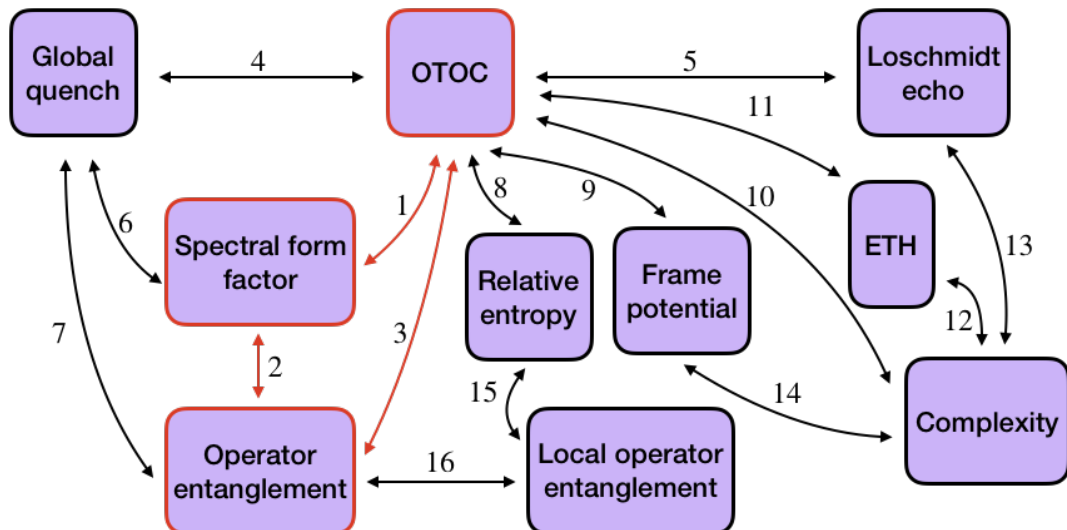 Global
quench
4
OTOC
5
Loschmidt
echo
11
10
6
1
8
9
Spectral form
factor
Relative
entropy
Frame
potential
ETH
13
12
7
3
2
15
14
Complexity
Operator
entanglement
16
Local operator
entanglement